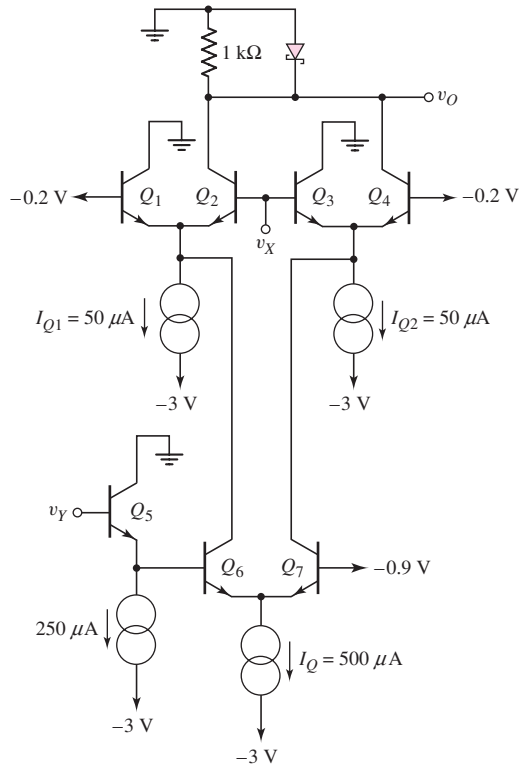 1 kΩ
v_O
−0.2 V
Q_1
Q_2
Q_3
Q_4
−0.2 V
v_X
I_Q1 = 50 μA
I_Q2 = 50 μA
−3 V
−3 V
v_Y
Q_5
Q_6
Q_7
−0.9 V
250 μA
I_Q = 500 μA
−3 V
−3 V